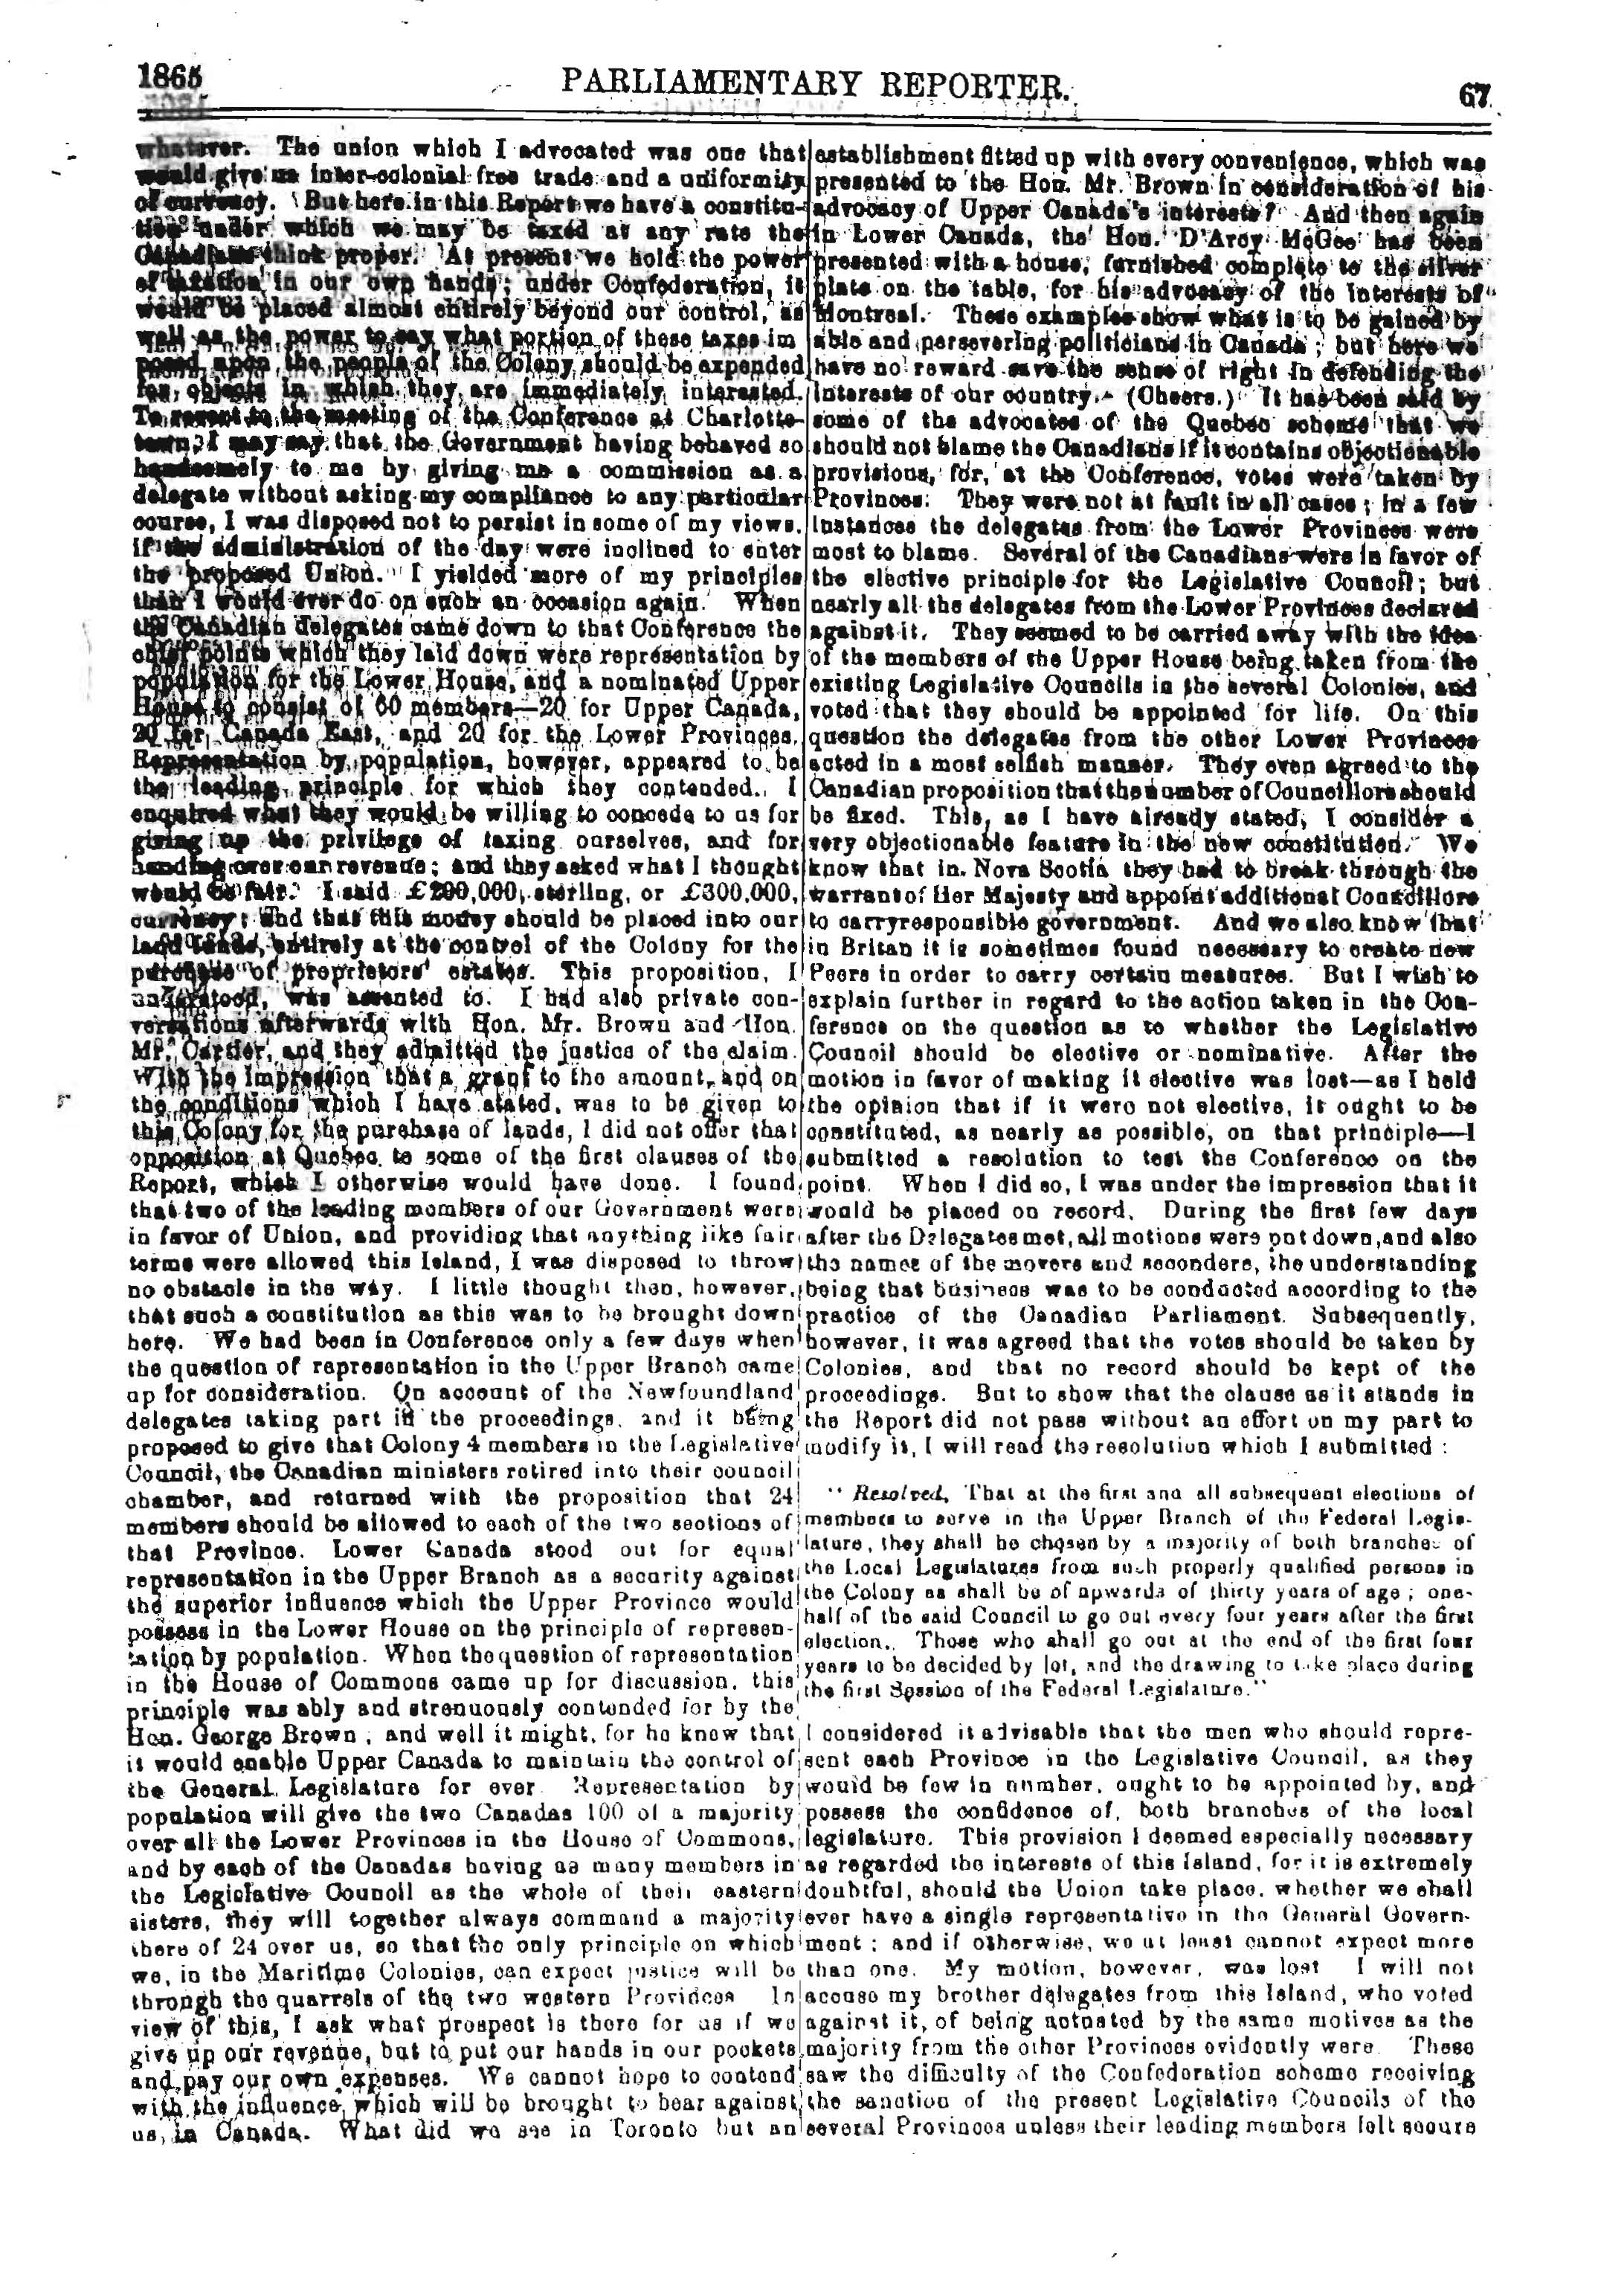 1865
PARLIAMENTARY REPORTER.
67
whatever. The union which I advocated was one that
would give us inter-colonial free trade and a uniformity
of currency. But here in this Report we have a constitu-
tion under which we may be taxed at any rate the
Canadians think proper. At present we hold the power
of taxation in our own hands; under Confederation, it
would be placed almost entirely beyond our control, as
well as the power to say what portion of these taxes im
posed upon the people of the Colony should be expended
for objects in which they are immediately interested.
To revert to the meeting of the Conference at Charlotte-
town, I may say that the Government having behaved so
handsomely to me by giving me a commission as a
delegate without asking my compliance to any particular
course, I was disposed not to persist in some of my views,
if the administration of the day were inclined to enter
the proposed Union. I yielded more of my principles
than I would ever do on such an occasion again. When
the Canadian delegates came down to that Conference the
chief points which they laid down were representation by
population for the Lower House, and a nominated Upper
House to consist of 60 members—20 for Upper Canada,
20 for Canada East, and 20 for the Lower Provinces.
Representation by population, however, appeared to be
the leading principle for which they contended. I
enquired what they would be willing to concede to us for
giving up the privilege of taxing ourselves, and for
handing over our revenue; and they asked what I thought
would be fair. I said £200,000, sterling, or £300,000,
currency; and that this money should be placed into our
land funds, entirely at the control of the Colony for the
purchase of proprietors' estates. This proposition, I
understood, was assented to. I had also private con-
versations afterwards with Hon. Mr. Brown and Hon.
Mr. Cartier, and they admitted the justice of the claim.
With the impression that a grant to the amount, and on
the conditions which I have stated, was to be given to
this Colony for the purchase of lands, I did not offer that
opposition at Quebec to some of the first clauses of the
Report, which I otherwise would have done. I found
that two of the leading members of our Government were
in favor of Union, and providing that anything like fair
terms were allowed this Island, I was disposed to throw
no obstacle in the way. I little thought then, however,
that such a constitution as this was to be brought down
here. We had been in Conference only a few days when
the question of representation in the Upper Branch came
up for consideration. On account of the Newfoundland
delegates taking part in the proceedings, and it being
proposed to give that Colony 4 members in the Legislative
Council, the Canadian ministers retired into their council
chamber, and returned with the proposition that 24
members should be allowed to each of the two sections of
that Province. Lower Canada stood out for equal
representation in the Upper Branch as a security against
the superior influence which the Upper Province would
possess in the Lower House on the principle of represen-
tation by population. When the question of representation
in the House of Commons came up for discussion, this
principle was ably and strenuously contended for by the
Hon. George Brown, and well it might, for he knew that
it would enable Upper Canada to maintain the control of
the General Legislature for ever Representation by
population will give the two Canadas 100 of a majority
over all the Lower Provinces in the House of Commons,
and by each of the Canadas having as many members in
the Legislative Council as the whole of their eastern
sisters, they will together always command a majority
there of 24 over us, so that the only principle on which
we, in the Maritime Colonies, can expect justice will be
through the quarrels of the two western Provinces In
view of this, I ask what prospect is there for us if we
give up our revenue, but to put our hands in our pockets
and pay our own expenses. We cannot hope to contend
with the influence which will be brought to bear against
us, in Canada. What did we see in Toronto but an
establishment fitted up with every convenience, which was
presented to the Hon. Mr. Brown in consideration of his
advocacy of Upper Canada's interests? And then again
in Lower Canada, the Hon. D'Arcy McGee has been
presented with a house, furnished complete to the silver
plate on the table, for his advocacy of the interests of
Montreal. These examples show what is to be gained by
able and persevering politicians in Canada; but here we
have no reward save the sense of right in defending the
interests of our country. (Cheers.) It has been said by
some of the advocates of the Quebec scheme that we
should not blame the Canadians if it contains objectionable
provisions, for, at the Conference, votes were taken by
Provinces. They were not at fault in all cases; in a few
instances the delegates from the Lower Provinces were
most to blame. Several of the Canadians were in favor of
the elective principle for the Legislative Council; but
nearly all the delegates from the Lower Provinces declared
against it. They seemed to be carried away with the idea
of the members of the Upper House being taken from the
existing Legislative Councils in the several Colonies, and
voted that they should be appointed for life. On this
question the delegates from the other Lower Provinces
acted in a most selfish manner. They even agreed to the
Canadian proposition that the number of Councillors should
be fixed. This, as I have already stated, I consider a
very objectionable feature in the new constitution. We
know that in Nova Scotia they had to break through the
warrant of Her Majesty and appoint additional Councillors
to carry responsible government. And we also know that
in Britan it is sometimes found necessary to create new
Peers in order to carry certain measures. But I wish to
explain further in regard to the action taken in the Con-
ference on the question as to whether the Legislative
Council should be elective or nominative. After the
motion in favor of making it elective was lost—as I held
the opinion that if it were not elective, it ought to be
constituted, as nearly as possible, on that principle—I
submitted a resolution to test the Conference on the
point. When I did so, I was under the impression that it
would be placed on record. During the first few days
after the Delegates met, all motions were put down, and also
the names of the movers and seconders, the understanding
being that business was to be conducted according to the
practice of the Canadian Parliament. Subsequently,
however, it was agreed that the votes should be taken by
Colonies, and that no record should be kept of the
proceedings. But to show that the clause as it stands in
the Report did not pass without an effort on my part to
modify it, I will read the resolution which I submitted:
"Resolved, That at the first and all subsequent elections of
members to serve in the Upper Branch of the Federal Legis-
lature, they shall be chosen by a majority of both branches of
the Local Legislatures from such properly qualified persons in
the Colony as shall be of upwards of thirty years of age; one-
half of the said Council to go out every four years after the first
election. Those who shall go out at the end of the first four
years to be decided by lot, and the drawing to take place during
the first Session of the Federal Legislature."
I considered it advisable that the men who should repre-
sent each Province in the Legislative Council, as they
would be few in number, ought to be appointed by, and
possess the confidence of, both branches of the local
legislature. This provision I deemed especially necessary
as regarded the interests of this Island, for it is extremely
doubtful, should the Union take place, whether we shall
ever have a single representative in the General Govern-
ment; and if otherwise, we at least cannot expect more
than one. My motion, however, was lost I will not
accuse my brother delegates from this Island, who voted
against it, of being actuated by the same motives as the
majority from the other Provinces evidently were These
saw the difficulty of the Confederation scheme receiving
the sanction of the present Legislative Councils of the
several Provinces unless their leading members felt secure